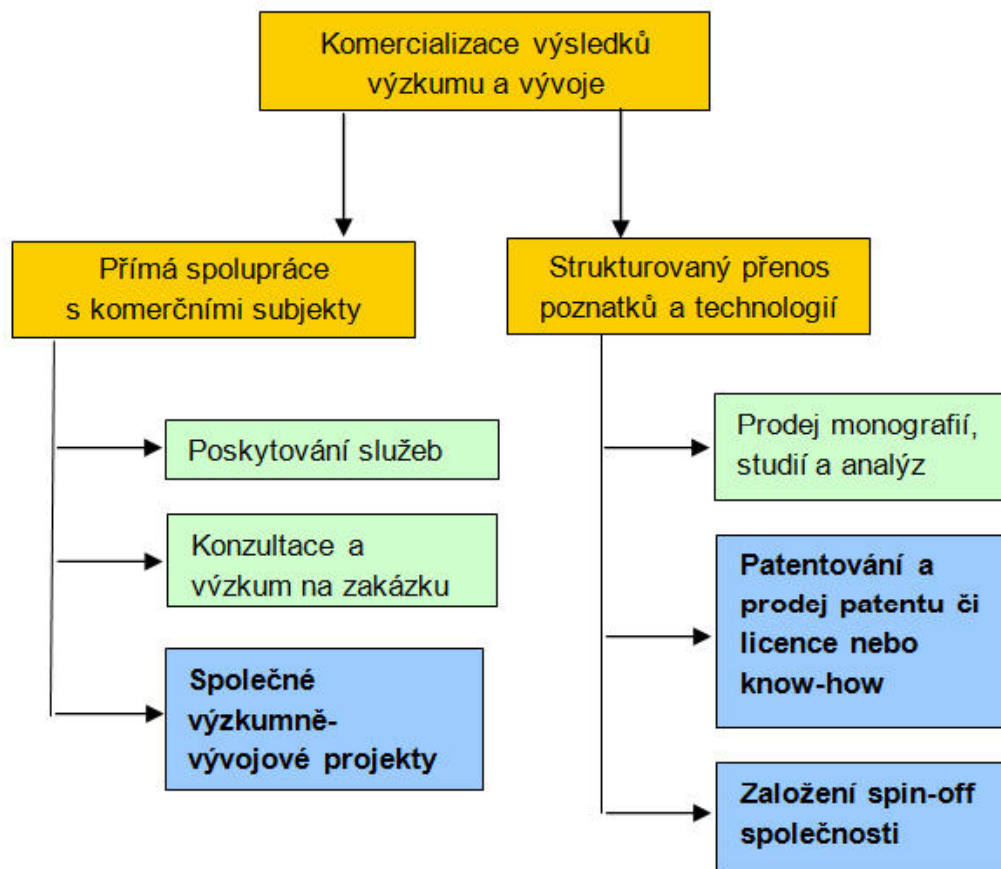 Komercializace výsledků
výzkumu a vývoje
Přímá spolupráce
s komerčními subjekty
Strukturovaný přenos
poznatků a technologií
Poskytování služeb
Konzultace a
výzkum na zakázku
Společné
výzkumně-
vývojové projekty
Prodej monografií,
studií a analýz
Patentování a
prodej patentu či
licence nebo
know-how
Založení spin-off
společnosti